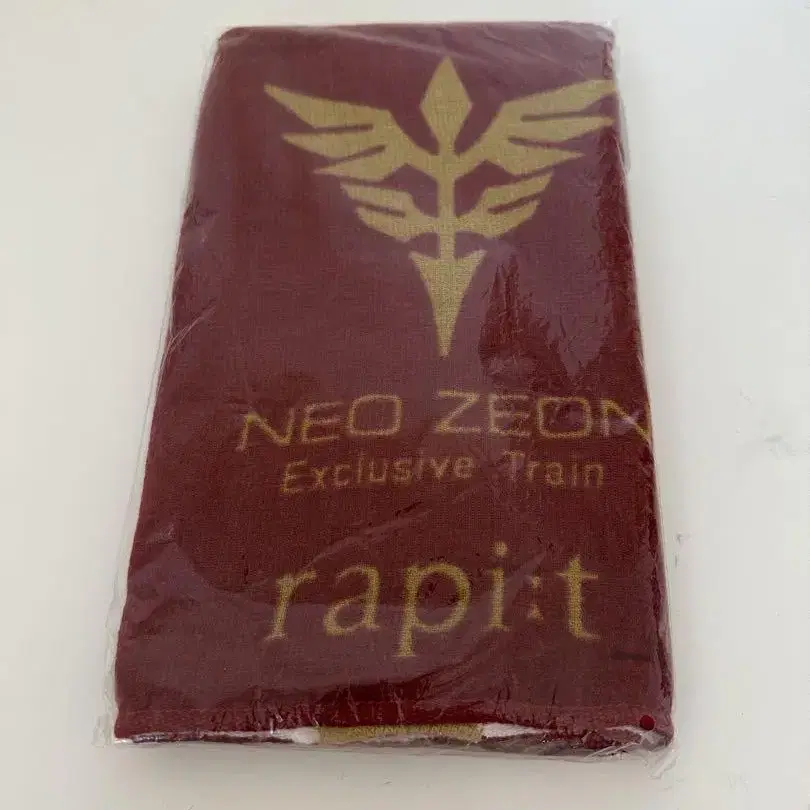 NEO ZEON
Exclusive Train
rapi:t